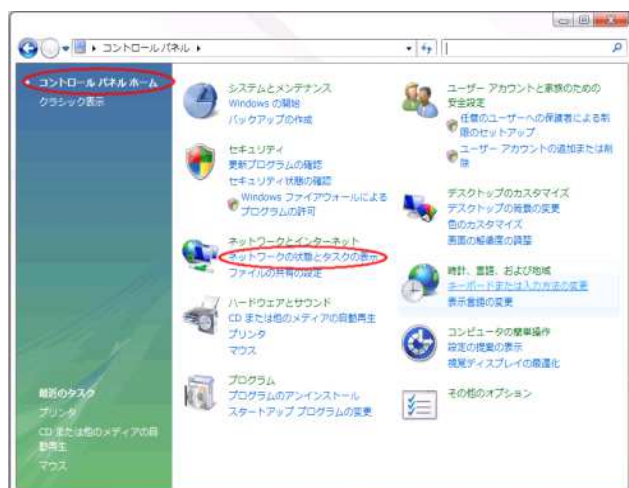 コントロール パネル
コントロール パネル ホーム
クラシック表示
システムとメンテナンス
Windows の開始
バックアップの作成
セキュリティ
更新プログラムの確認
セキュリティ状態の確認
Windows ファイアウォールによる
プログラムの許可
ネットワークとインターネット
ネットワークの状態とタスクの表示
ファイルの共有の設定
ハードウェアとサウンド
CD または他のメディアの自動再生
プリンタ
マウス
プログラム
プログラムのアンインストール
スタートアップ プログラムの変更
ユーザー アカウントと家族のための
安全設定
任意のユーザーへの保護者による制
限のセットアップ
ユーザー アカウントの追加または削
除
デスクトップのカスタマイズ
デスクトップの背景の変更
色のカスタマイズ
画面の解像度の調整
時計、言語、および地域
キーボードまたは入力方法の変更
表示言語の変更
コンピュータの簡単操作
設定の提案の表示
視覚ディスプレイの最適化
その他のオプション
最近のタスク
プリンタ
CD または他のメディアの自
動再生
マウス